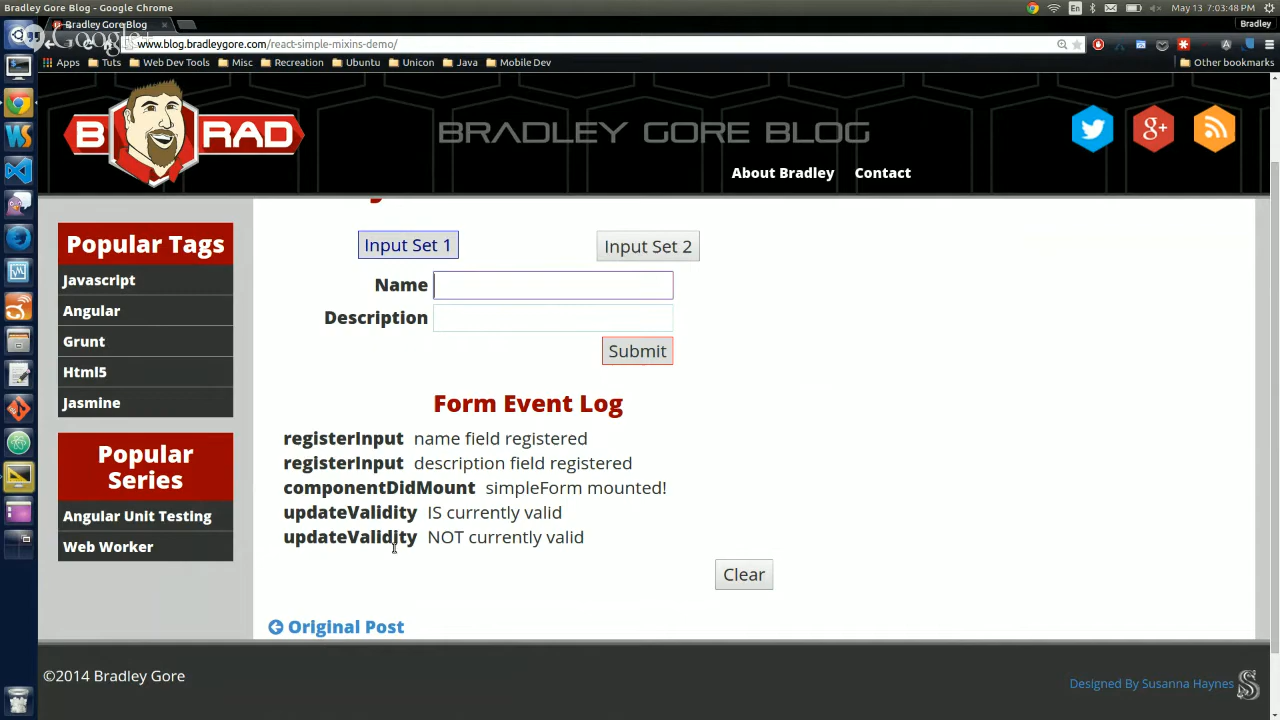 Bradley Gore Blog - Google Chrome
En
May 13 7:03:48 PM
Bradley Gore Blog
Bradley
Google+
www.blog.bradleygore.com/react-simple-mixins-demo/
Apps Tuts Web Dev Tools Misc Recreation Ubuntu Unicon Java Mobile Dev Other bookmarks
B RAD
BRADLEY GORE BLOG
About Bradley Contact
Popular Tags
Javascript
Angular
Grunt
Html5
Jasmine
Popular
Series
Angular Unit Testing
Web Worker
Input Set 1 Input Set 2
Name
Description
Submit
Form Event Log
registerInput name field registered
registerInput description field registered
componentDidMount simpleForm mounted!
updateValidity IS currently valid
updateValidity NOT currently valid
Clear
Original Post
©2014 Bradley Gore
Designed By Susanna Haynes